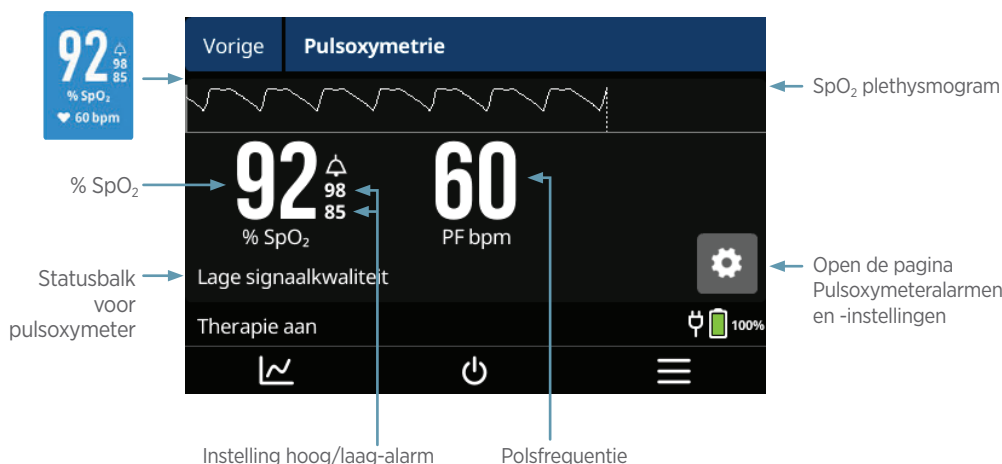 92
98
85
% SpO₂
60 bpm
Vorige Pulsoxymetrie
SpO₂ plethysmogram
% SpO₂
92
98
85
% SpO₂
60
PF bpm
Statusbalk
voor
pulsoxymeter
Lage signaalkwaliteit
Open de pagina
Pulsoxymeteralarmen
en -instellingen
Therapie aan
100%
Instelling hoog/laag-alarm
Polsfrequentie